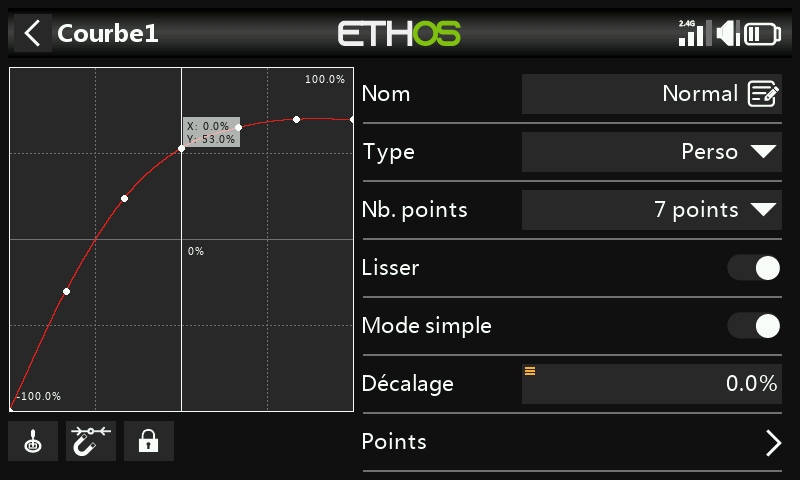 Courbe1
ETHOS
2.4G
100.0%
X: 0.0%
Y: 53.0%
0%
-100.0%
Nom
Normal
Type
Perso
Nb. points
7 points
Lisser
Mode simple
Décalage
0.0%
Points